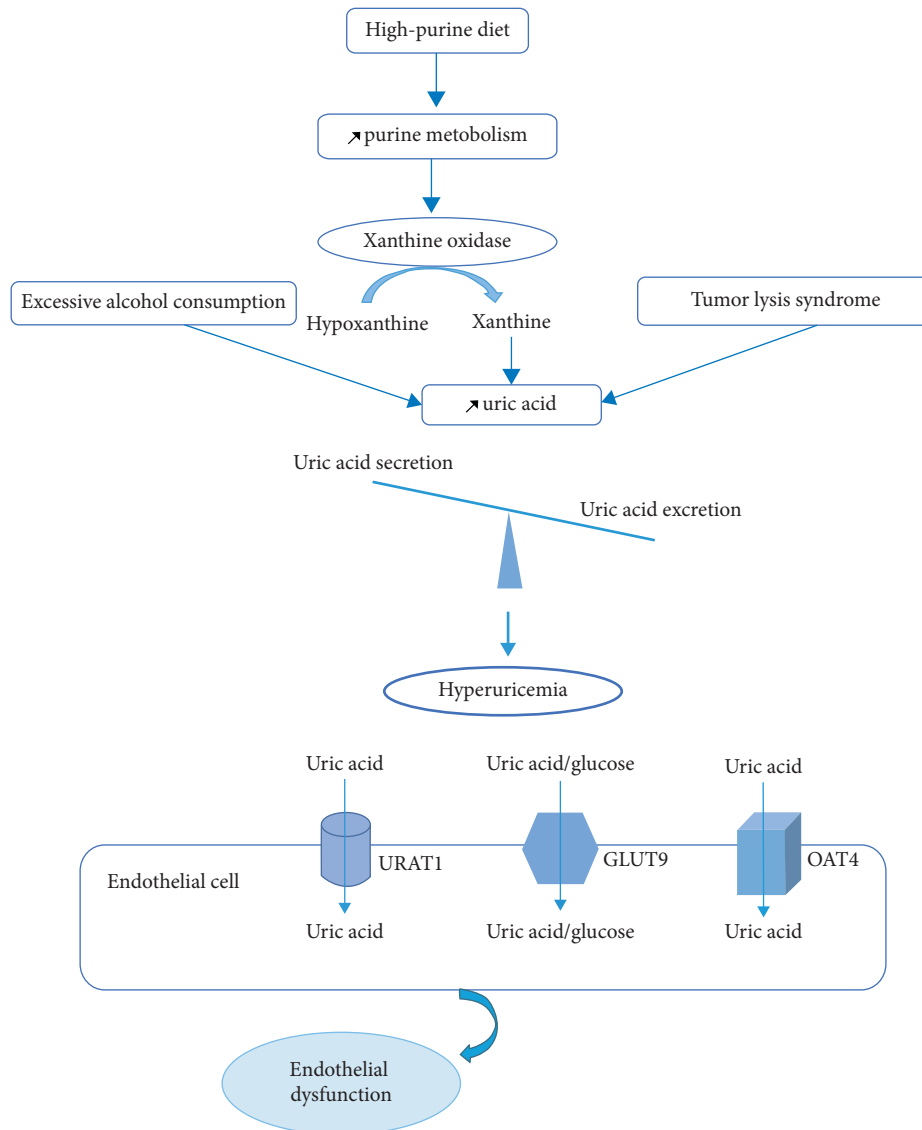 High-purine diet
↗ purine metobolism
Xanthine oxidase
Excessive alcohol consumption
Tumor lysis syndrome
Hypoxanthine
Xanthine
↗ uric acid
Uric acid secretion
Uric acid excretion
Hyperuricemia
Uric acid
Uric acid/glucose
Uric acid
URAT1
GLUT9
OAT4
Endothelial cell
Uric acid
Uric acid/glucose
Uric acid
Endothelial
dysfunction